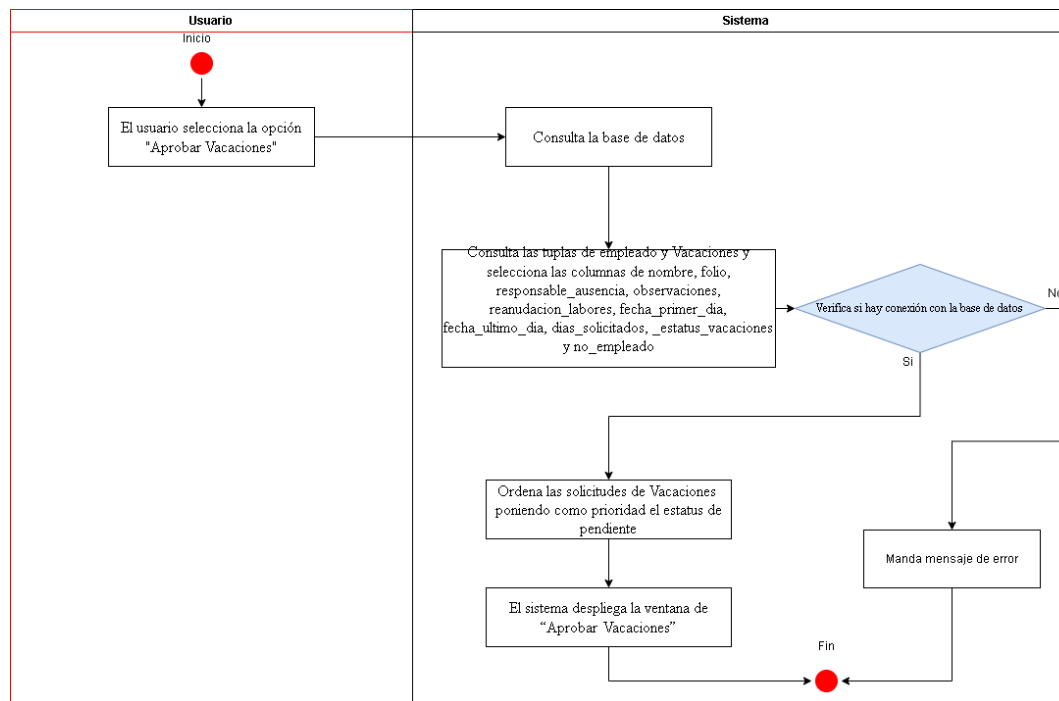 Usuario
Sistema
Inicio
El usuario selecciona la opción
"Aprobar Vacaciones"
Consulta la base de datos
Consulta las tuplas de empleado y Vacaciones y
selecciona las columnas de nombre, folio,
responsable_ausencia, observaciones,
reanudacion_labores, fecha_primer_dia,
fecha_ultimo_dia, dias_solicitados, _estatus_vacaciones
y no_empleado
Verifica si hay conexión con la base de datos
No
Si
Ordena las solicitudes de Vacaciones
poniendo como prioridad el estatus de
pendiente
Manda mensaje de error
El sistema despliega la ventana de
“Aprobar Vacaciones”
Fin